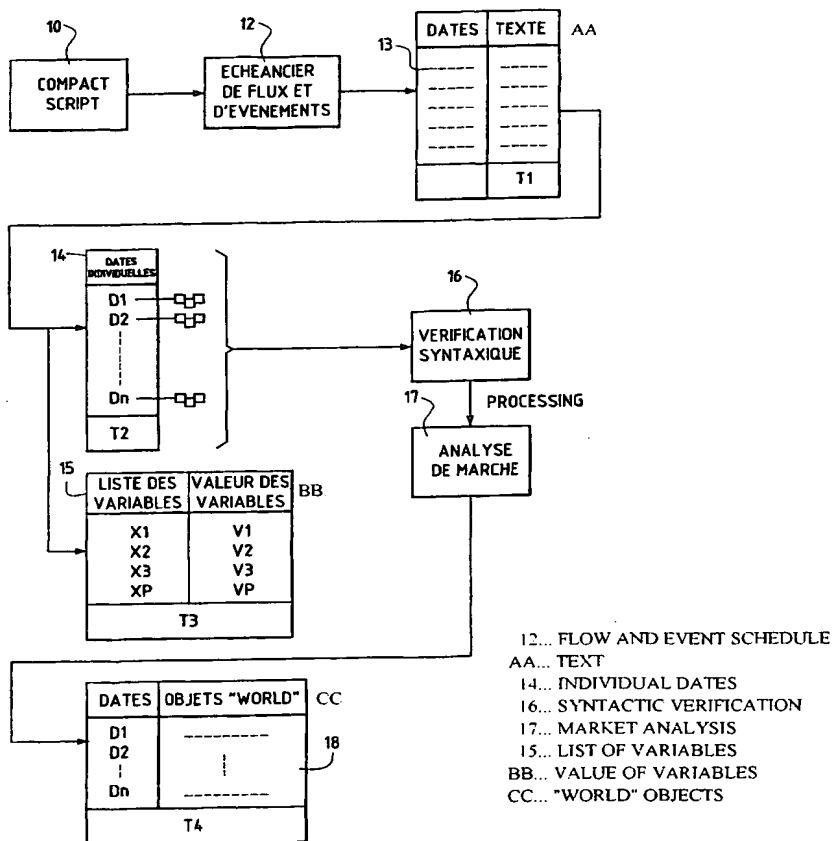 10
COMPACT
SCRIPT
12
ECHEANCIER
DE FLUX ET
D'EVENEMENTS
13
DATES TEXTE AA
T1
14
DATES
INDIVIDUELLES
D1
D2
Dn
T2
16
VERIFICATION
SYNTAXIQUE
PROCESSING
17
ANALYSE
DE MARCHE
15
LISTE DES
VARIABLES
VALEUR DES
VARIABLES
BB
X1 V1
X2 V2
X3 V3
XP VP
T3
DATES OBJETS "WORLD" CC
D1
D2
Dn
18
T4
12... FLOW AND EVENT SCHEDULE
AA... TEXT
14... INDIVIDUAL DATES
16... SYNTACTIC VERIFICATION
17... MARKET ANALYSIS
15... LIST OF VARIABLES
BB... VALUE OF VARIABLES
CC... "WORLD" OBJECTS